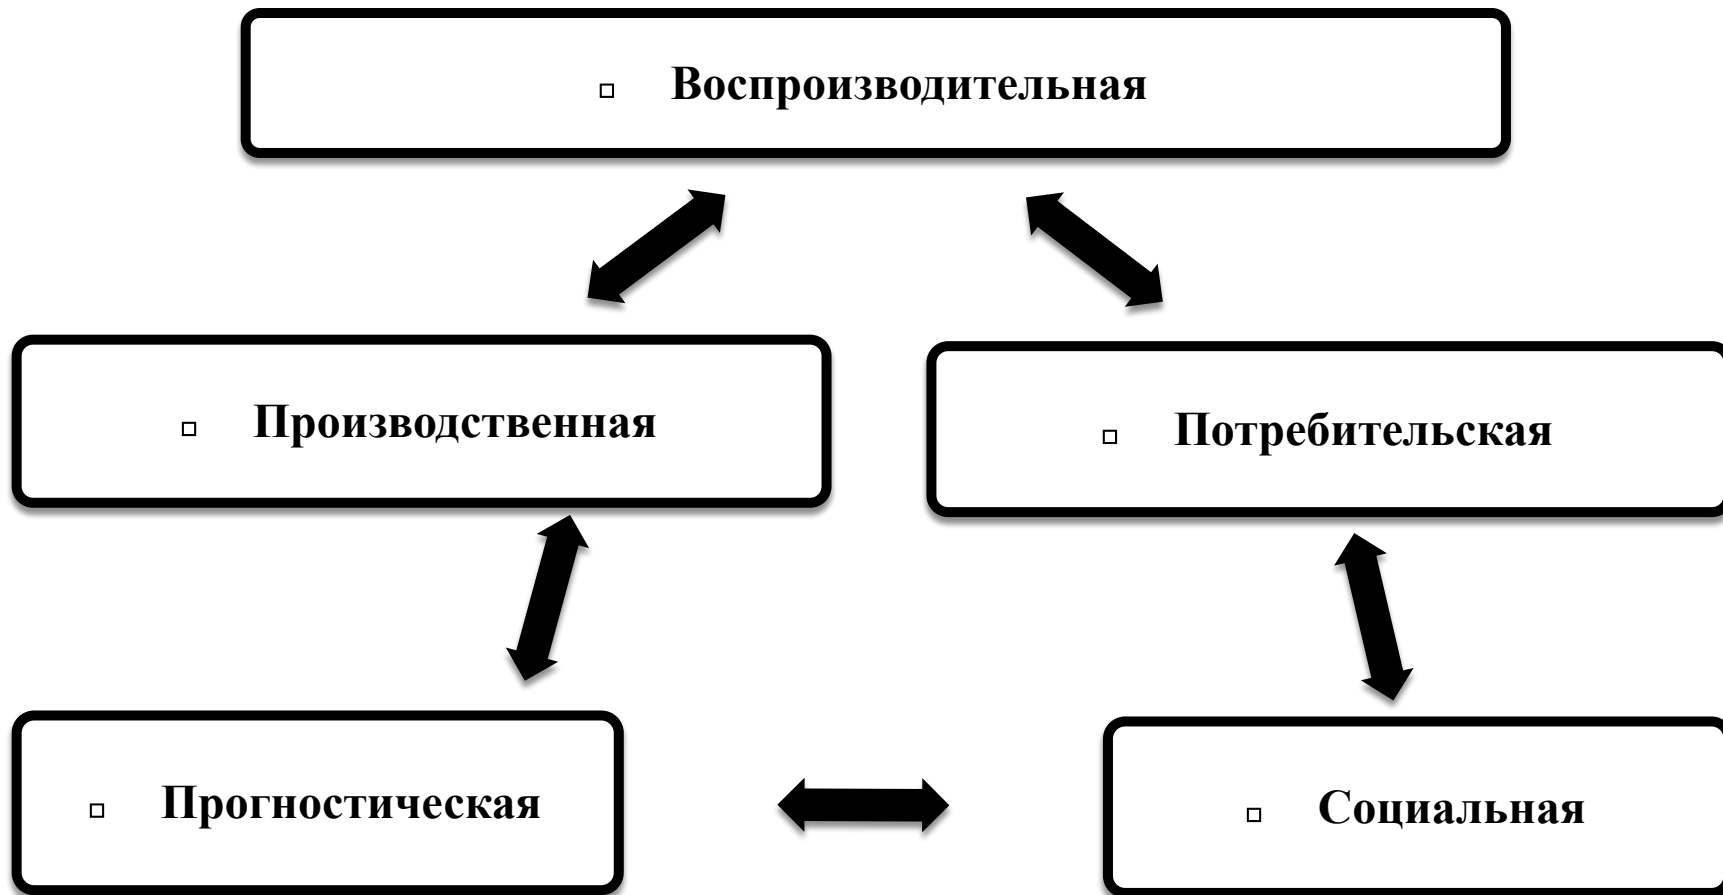 Воспроизводительная
Производственная
Потребительская
Прогностическая
Социальная